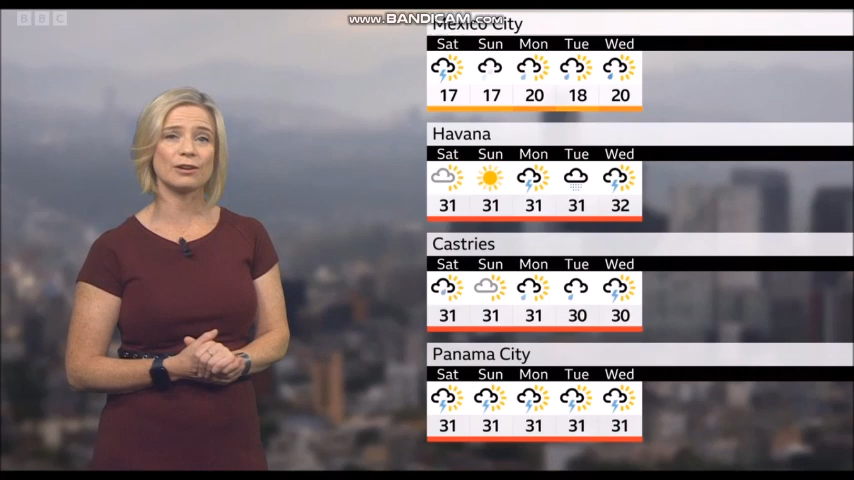 BBC
www.BANDICAM.com
Mexico City
Sat Sun Mon Tue Wed
17 17 20 18 20
Havana
Sat Sun Mon Tue Wed
31 31 31 31 32
Castries
Sat Sun Mon Tue Wed
31 31 31 30 30
Panama City
Sat Sun Mon Tue Wed
31 31 31 31 31